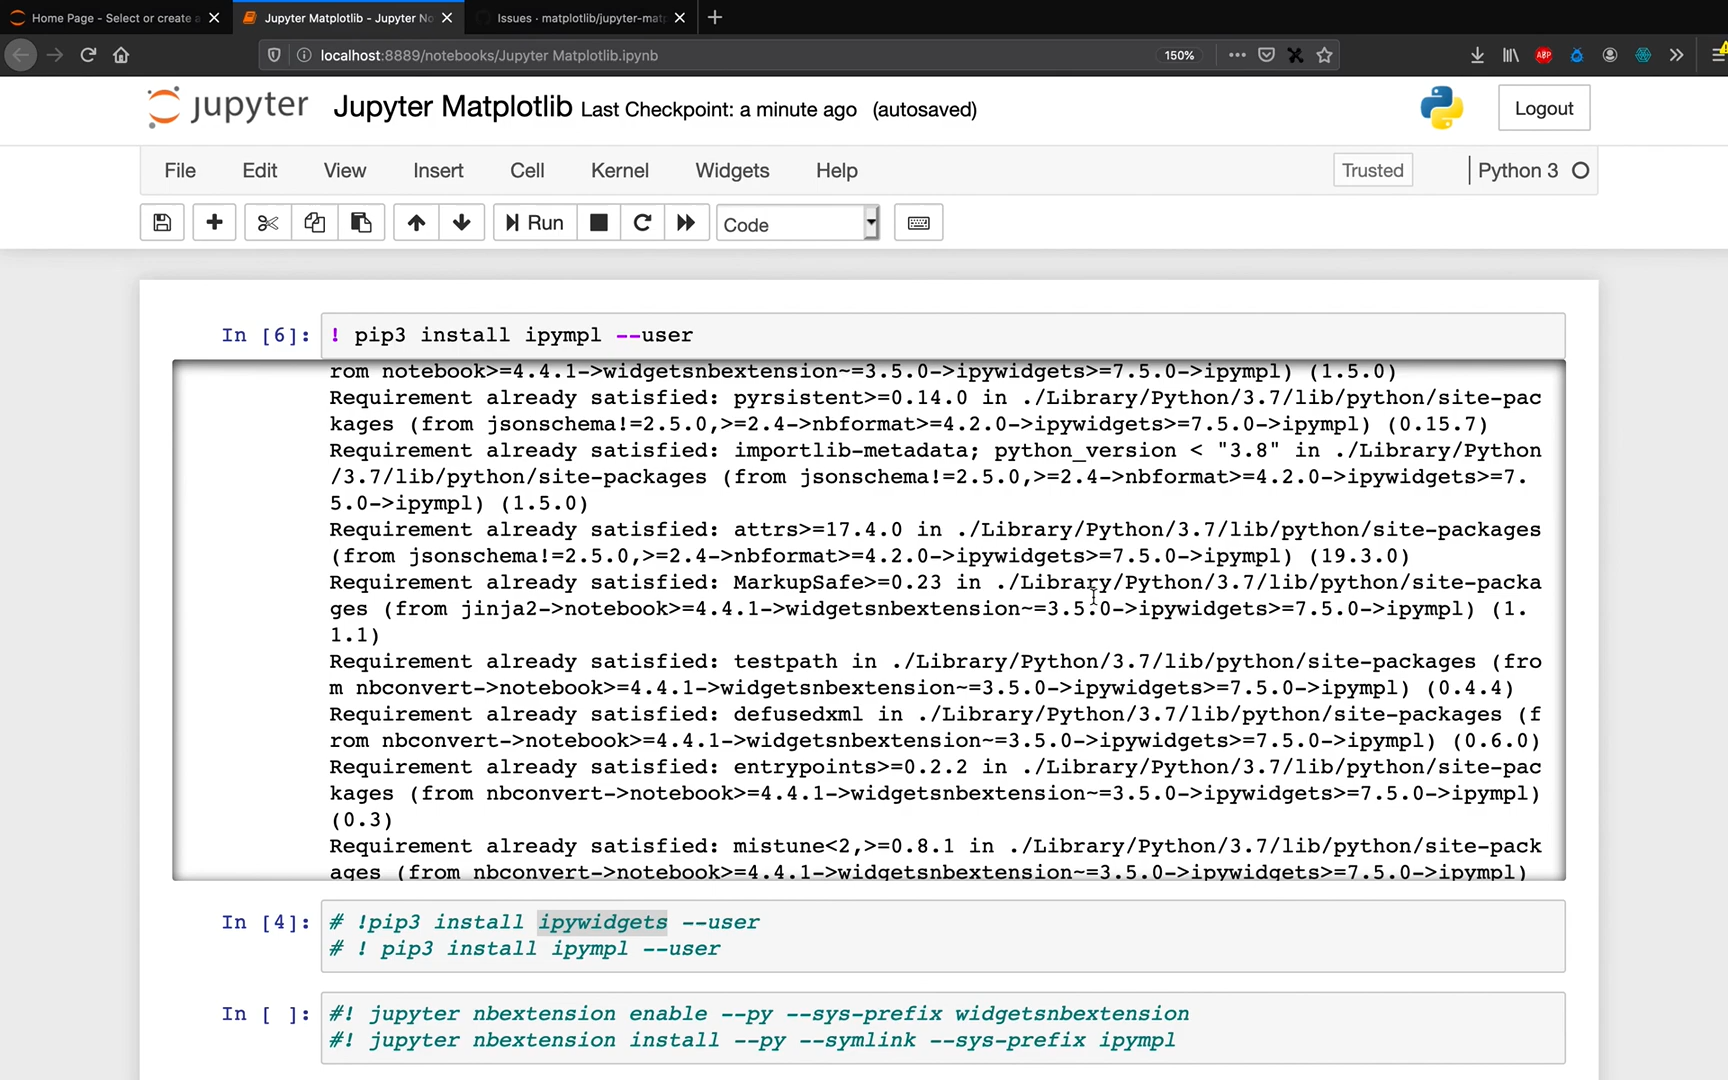 Home Page - Select or create a
Jupyter Matplotlib - Jupyter No
Issues · matplotlib/jupyter-matp
localhost:8889/notebooks/Jupyter Matplotlib.ipynb
150%
ABP
jupyter
Jupyter Matplotlib Last Checkpoint: a minute ago (autosaved)
Logout
File Edit View Insert Cell Kernel Widgets Help
Trusted
Python 3
Run
Code
In [6]: ! pip3 install ipympl --user
rom notebook>=4.4.1->widgetsnbextension~=3.5.0->ipywidgets>=7.5.0->ipympl) (1.5.0)
Requirement already satisfied: pyrsistent>=0.14.0 in ./Library/Python/3.7/lib/python/site-pac
kages (from jsonschema!=2.5.0,>=2.4->nbformat>=4.2.0->ipywidgets>=7.5.0->ipympl) (0.15.7)
Requirement already satisfied: importlib-metadata; python_version < "3.8" in ./Library/Python
/3.7/lib/python/site-packages (from jsonschema!=2.5.0,>=2.4->nbformat>=4.2.0->ipywidgets>=7.
5.0->ipympl) (1.5.0)
Requirement already satisfied: attrs>=17.4.0 in ./Library/Python/3.7/lib/python/site-packages
(from jsonschema!=2.5.0,>=2.4->nbformat>=4.2.0->ipywidgets>=7.5.0->ipympl) (19.3.0)
Requirement already satisfied: MarkupSafe>=0.23 in ./Library/Python/3.7/lib/python/site-packa
ges (from jinja2->notebook>=4.4.1->widgetsnbextension~=3.5.0->ipywidgets>=7.5.0->ipympl) (1.
1.1)
Requirement already satisfied: testpath in ./Library/Python/3.7/lib/python/site-packages (fro
m nbconvert->notebook>=4.4.1->widgetsnbextension~=3.5.0->ipywidgets>=7.5.0->ipympl) (0.4.4)
Requirement already satisfied: defusedxml in ./Library/Python/3.7/lib/python/site-packages (f
rom nbconvert->notebook>=4.4.1->widgetsnbextension~=3.5.0->ipywidgets>=7.5.0->ipympl) (0.6.0)
Requirement already satisfied: entrypoints>=0.2.2 in ./Library/Python/3.7/lib/python/site-pac
kages (from nbconvert->notebook>=4.4.1->widgetsnbextension~=3.5.0->ipywidgets>=7.5.0->ipympl)
(0.3)
Requirement already satisfied: mistune<2,>=0.8.1 in ./Library/Python/3.7/lib/python/site-pack
ages (from nbconvert->notebook>=4.4.1->widgetsnbextension~=3.5.0->ipywidgets>=7.5.0->ipympl)
In [4]: # !pip3 install ipywidgets --user
# ! pip3 install ipympl --user
In [ ]: #! jupyter nbextension enable --py --sys-prefix widgetsnbextension
#! jupyter nbextension install --py --symlink --sys-prefix ipympl